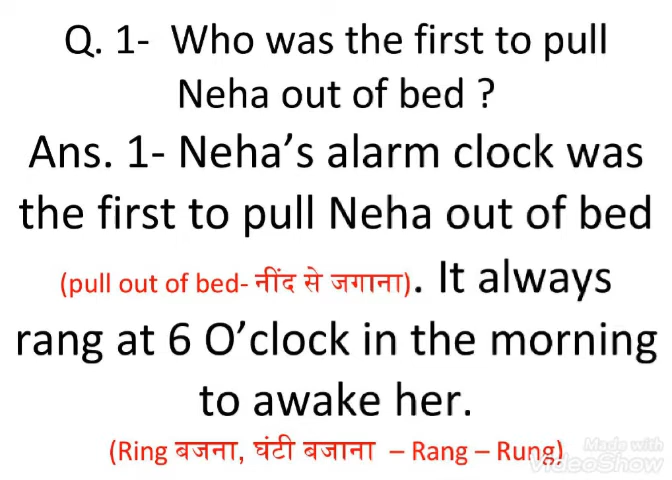 Q. 1-  Who was the first to pull
Neha out of bed ?
Ans. 1- Neha’s alarm clock was
the first to pull Neha out of bed
(pull out of bed- नींद से जगाना). It always
rang at 6 O’clock in the morning
to awake her.
(Ring बजना, घंटी बजाना – Rang – Rung)
Made with
VideoShow